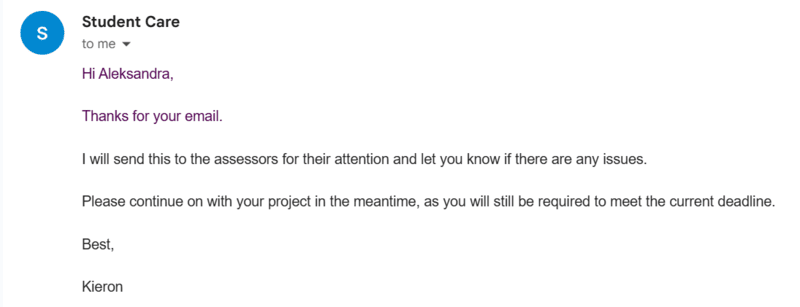 Student Care
S
to me
Hi Aleksandra,
Thanks for your email.
I will send this to the assessors for their attention and let you know if there are any issues.
Please continue on with your project in the meantime, as you will still be required to meet the current deadline.
Best,
Kieron